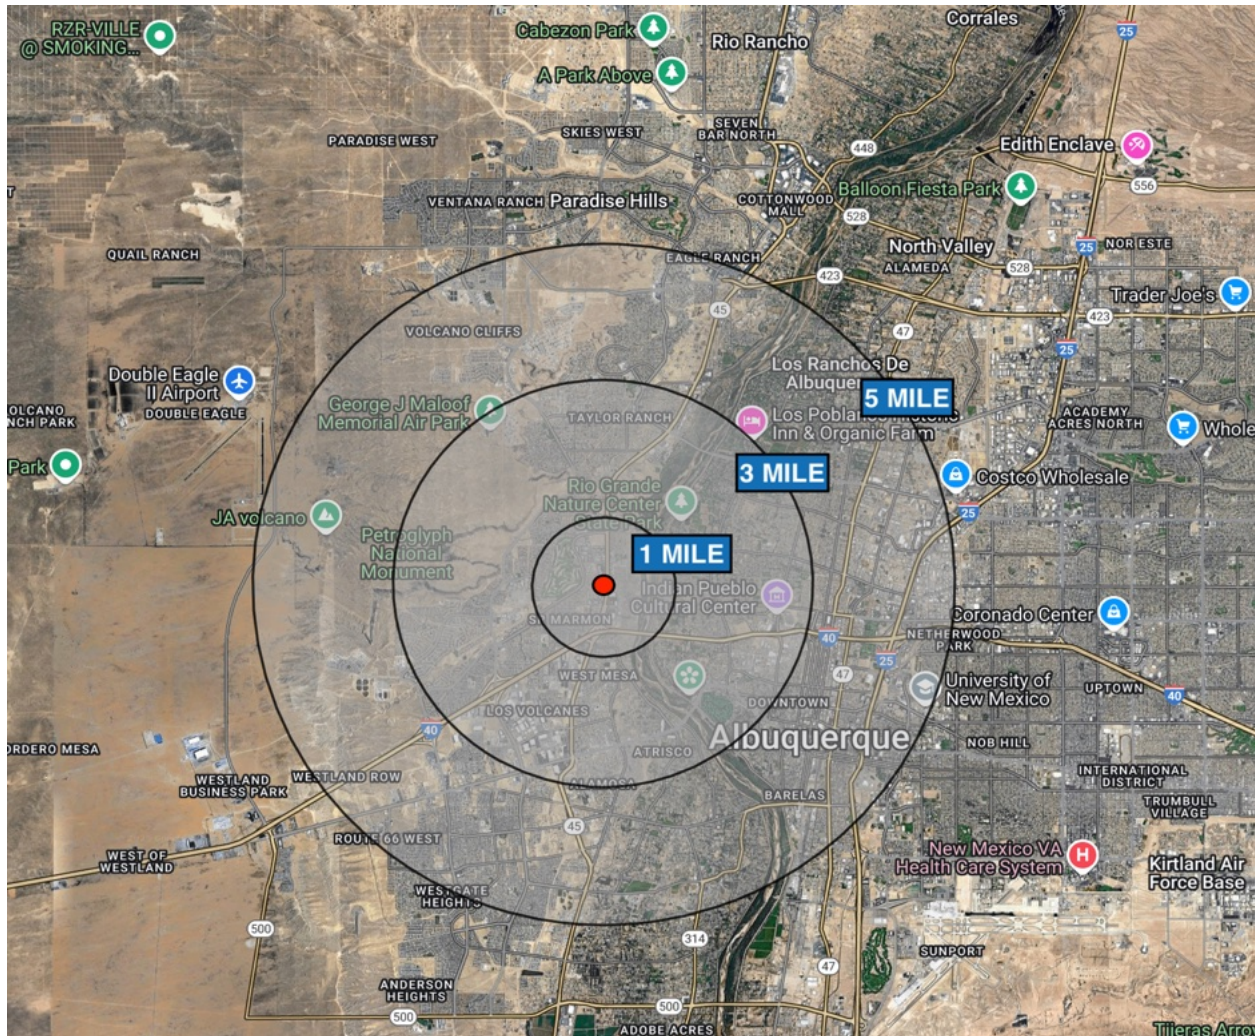 Corrales
25
RZR-VILLE
@ SMOKING...
Cabezon Park
Rio Rancho
A Park Above
SKIES WEST
SEVEN
BAR NORTH
PARADISE WEST
448
Edith Enclave
556
Balloon Fiesta Park
VENTANA RANCH
Paradise Hills
COTTONWOOD
MALL
528
QUAIL RANCH
EAGLE RANCH
North Valley
ALAMEDA
25
NOR ESTE
528
423
Trader Joe's
45
423
VOLCANO CLIFFS
47
25
Double Eagle
II Airport
DOUBLE EAGLE
Los Ranchos De
5 MILE
George J Maloof
Memorial Air Park
TAYLOR RANCH
Los Poblanos
Inn & Organic Farm
ACADEMY
ACRES NORTH
Whole
Park
3 MILE
Costco Wholesale
Rio Grande
Nature Center
State Park
JA volcano
25
Petroglyph
National
Monument
1 MILE
Indian Pueblo
Cultural Center
Coronado Center
40
NETHERWOOD
PARK
25
WEST MESA
47
University of
New Mexico
UPTOWN
40
LOS VOLCANES
DOWNTOWN
40
ATRISCO
Albuquerque
NOB HILL
WESTLAND
BUSINESS PARK
WESTLAND ROW
ALAMOSA
BARELAS
INTERNATIONAL
DISTRICT
TRUMBULL
VILLAGE
45
ROUTE 66 WEST
WEST OF
WESTLAND
New Mexico VA
Health Care System
H
Kirtland Air
Force Base
WESTGATE
HEIGHTS
500
314
47
SUNPORT
ANDERSON
HEIGHTS
500
500
ADOBE ACRES